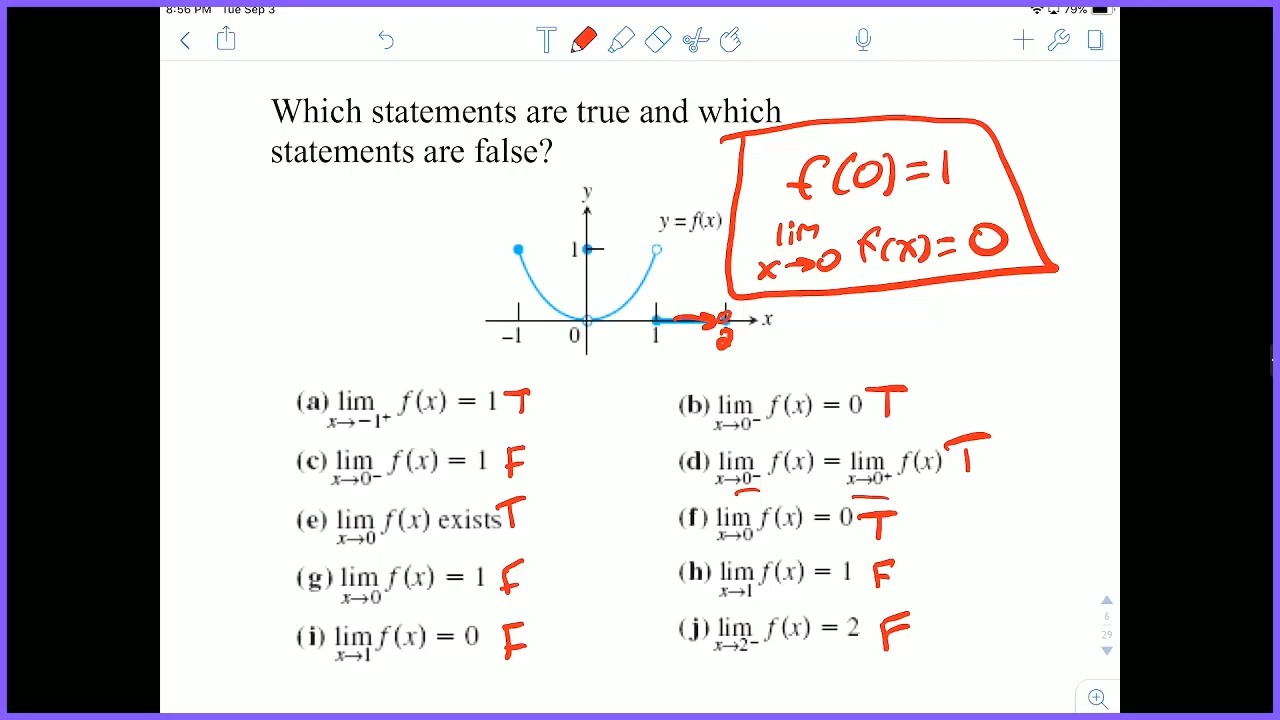 8:56 PM Tue Sep 3
79%
Which statements are true and which
statements are false?
f(0)=1
lim x→0 f(x)=0
y
y = f(x)
1
x
−1 0 1 2
(a) lim x→−1⁺ f(x) = 1 T
(b) lim x→0⁻ f(x) = 0 T
(c) lim x→0⁻ f(x) = 1 F
(d) lim x→0⁻ f(x) = lim x→0⁺ f(x) T
(e) lim x→0 f(x) exists T
(f) lim x→0 f(x) = 0 T
(g) lim x→0 f(x) = 1 F
(h) lim x→1 f(x) = 1 F
(i) lim x→1 f(x) = 0 F
(j) lim x→2⁻ f(x) = 2 F
6
29